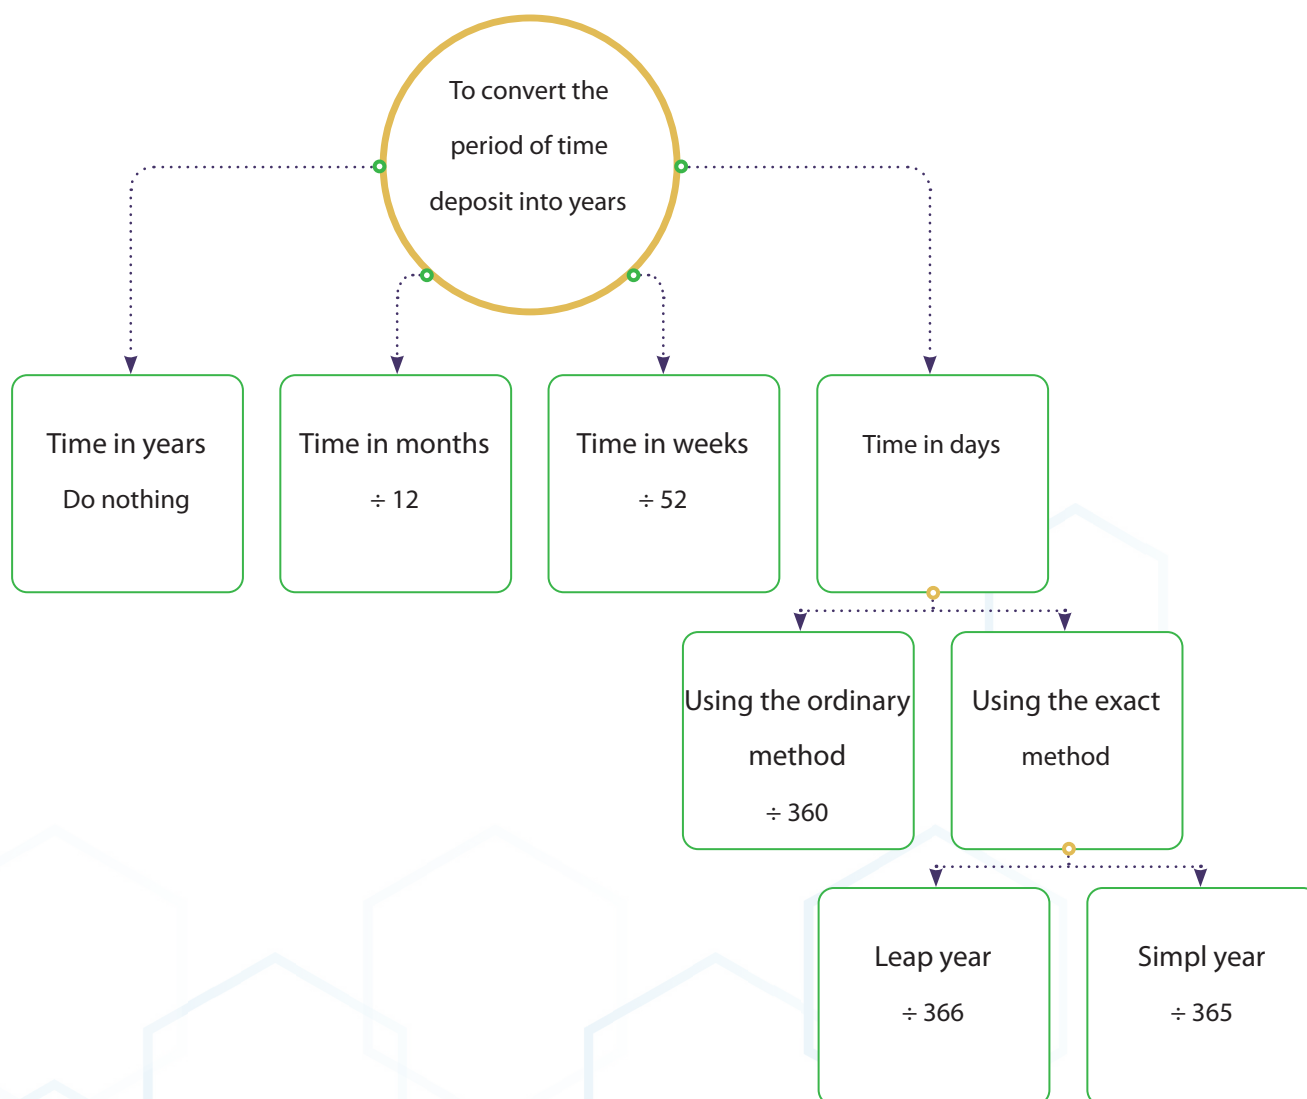 To convert the
period of time
deposit into years
Time in years
Do nothing
Time in months
÷ 12
Time in weeks
÷ 52
Time in days
Using the ordinary
method
÷ 360
Using the exact
method
Leap year
÷ 366
Simpl year
÷ 365